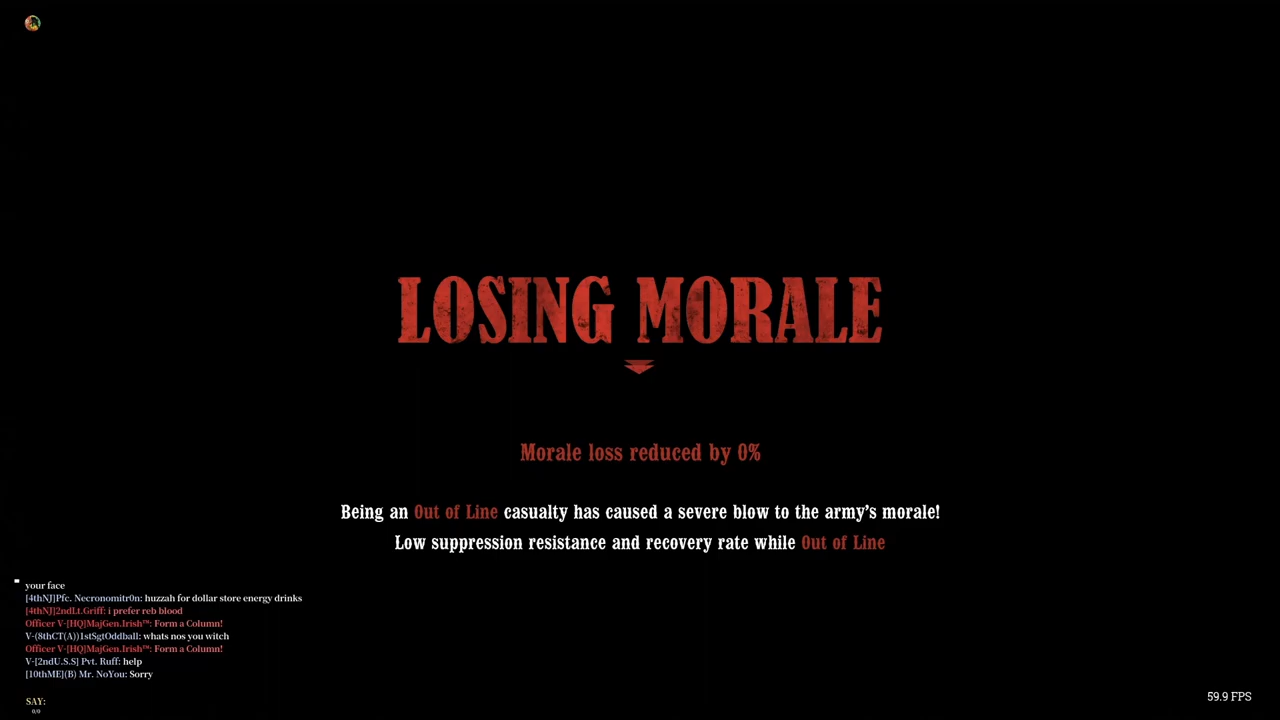 LOSING MORALE
Morale loss reduced by 0%
Being an Out of Line casualty has caused a severe blow to the army's morale!
Low suppression resistance and recovery rate while Out of Line
your face
[4thNJ]Pfc. Necronomitr0n: huzzah for dollar store energy drinks
[4thNJ]2ndLt.Griff: i prefer reb blood
Officer V-[HQ]MajGen.Irish™: Form a Column!
V-(8thCT(A))1stSgtOddball: whats nos you witch
Officer V-[HQ]MajGen.Irish™: Form a Column!
V-[2ndU.S.S] Pvt. Ruff: help
[10thME](B) Mr. NoYou: Sorry
SAY:
0/0
59.9 FPS